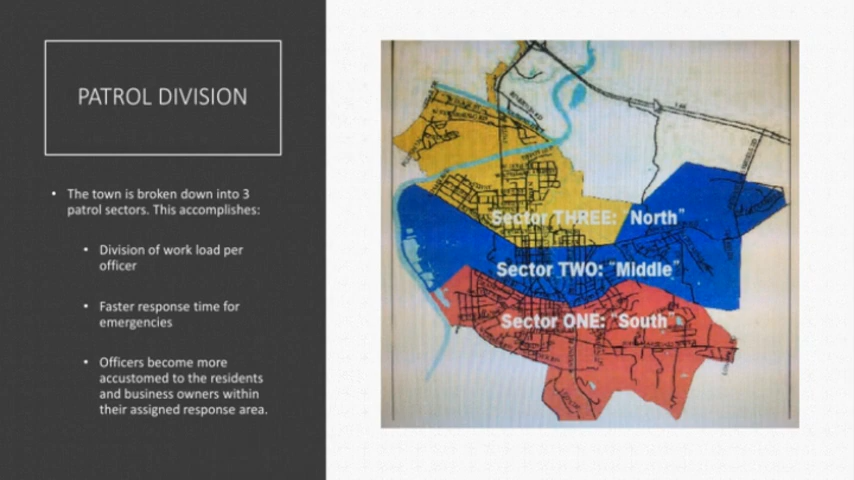 PATROL DIVISION
• The town is broken down into 3
patrol sectors. This accomplishes:
• Division of work load per
officer
• Faster response time for
emergencies
• Officers become more
accustomed to the residents
and business owners within
their assigned response area.
Sector THREE: "North"
Sector TWO: "Middle"
Sector ONE: "South"